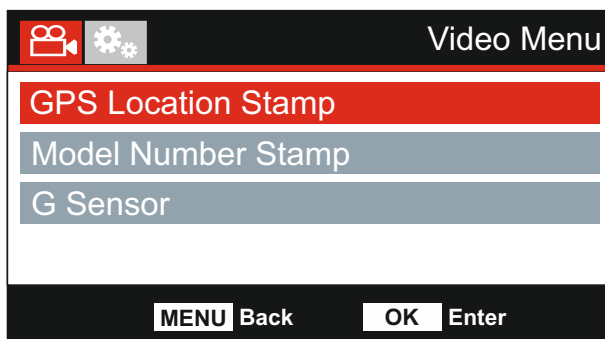 Video Menu
GPS Location Stamp
Model Number Stamp
G Sensor
MENU Back OK Enter